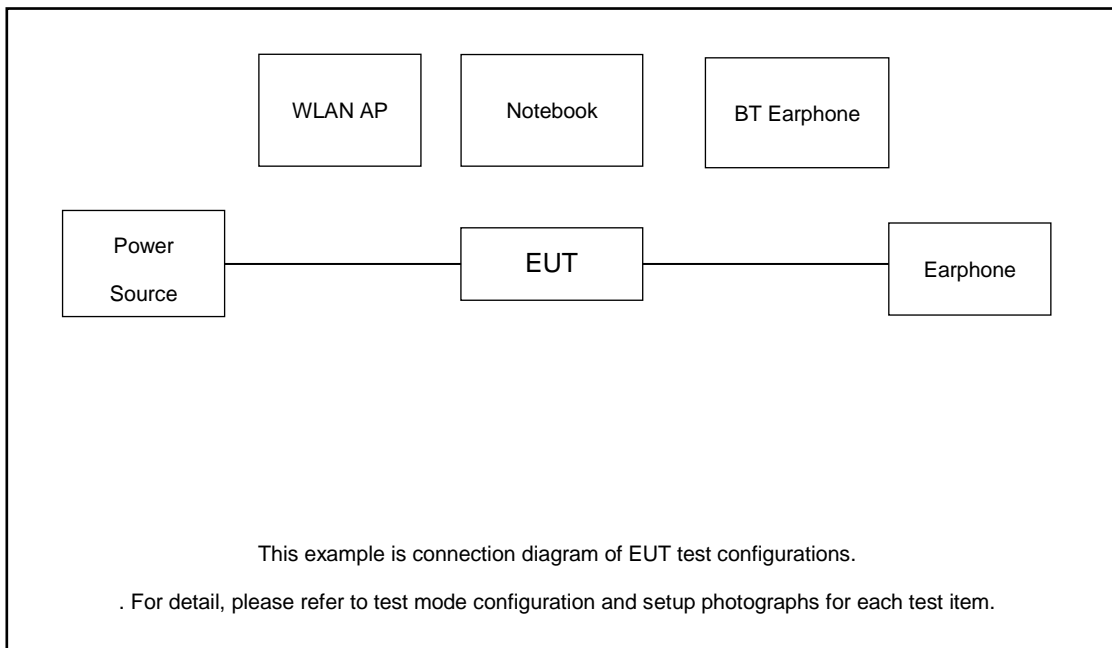 WLAN AP
Notebook
BT Earphone
Power
Source
EUT
Earphone
This example is connection diagram of EUT test configurations.
. For detail, please refer to test mode configuration and setup photographs for each test item.